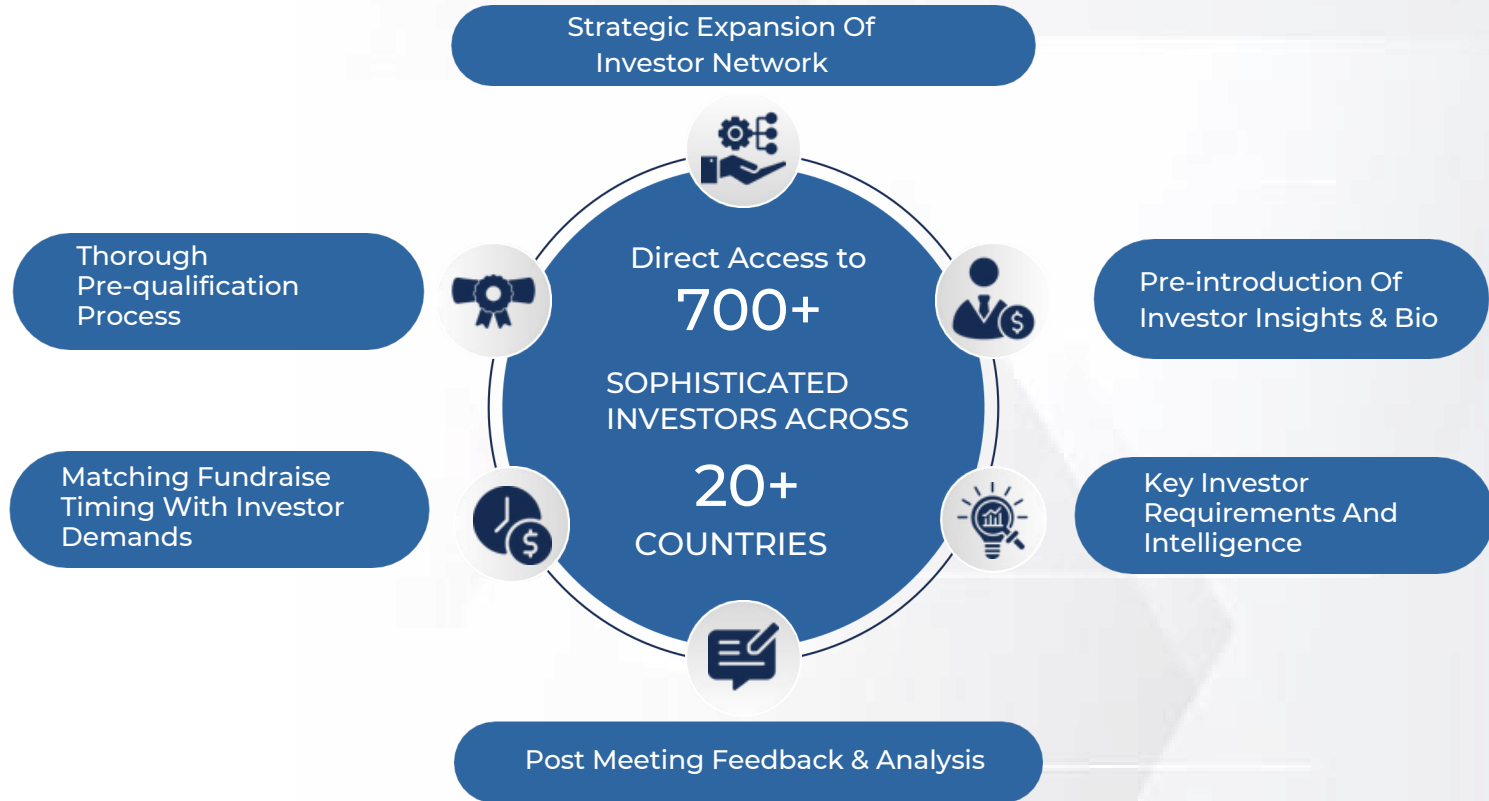 Strategic Expansion Of
Investor Network
Thorough
Pre-qualification
Process
Direct Access to
700+
SOPHISTICATED
INVESTORS ACROSS
20+
COUNTRIES
Pre-introduction Of
Investor Insights & Bio
Matching Fundraise
Timing With Investor
Demands
Key Investor
Requirements And
Intelligence
Post Meeting Feedback & Analysis